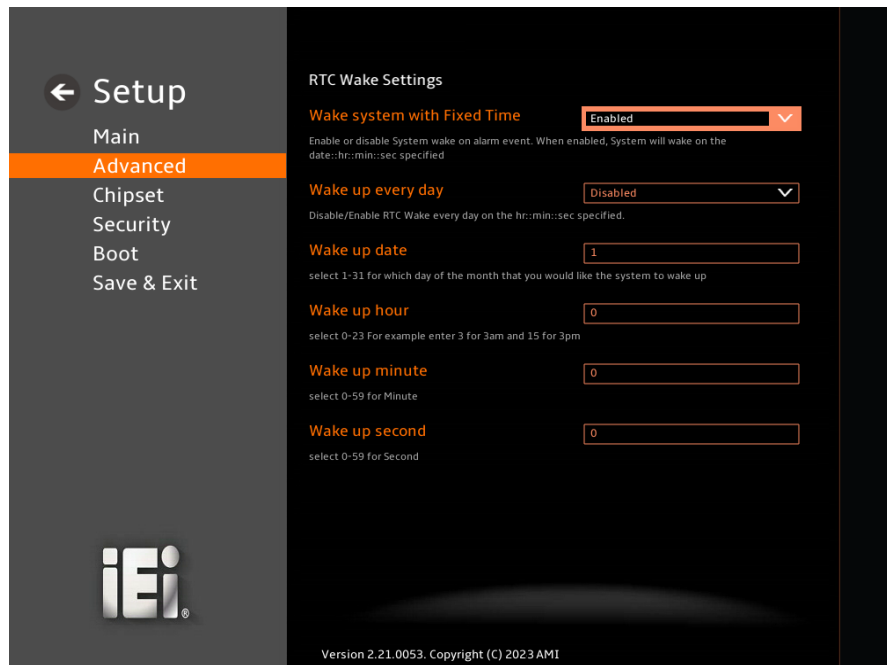 Setup
Main
Advanced
Chipset
Security
Boot
Save & Exit
RTC Wake Settings
Wake system with Fixed Time
Enabled
Enable or disable System wake on alarm event. When enabled, System will wake on the
date::hr::min::sec specified
Wake up every day
Disabled
Disable/Enable RTC Wake every day on the hr::min::sec specified.
Wake up date
1
select 1-31 for which day of the month that you would like the system to wake up
Wake up hour
0
select 0-23 For example enter 3 for 3am and 15 for 3pm
Wake up minute
0
select 0-59 for Minute
Wake up second
0
select 0-59 for Second
iEi®
Version 2.21.0053. Copyright (C) 2023 AMI